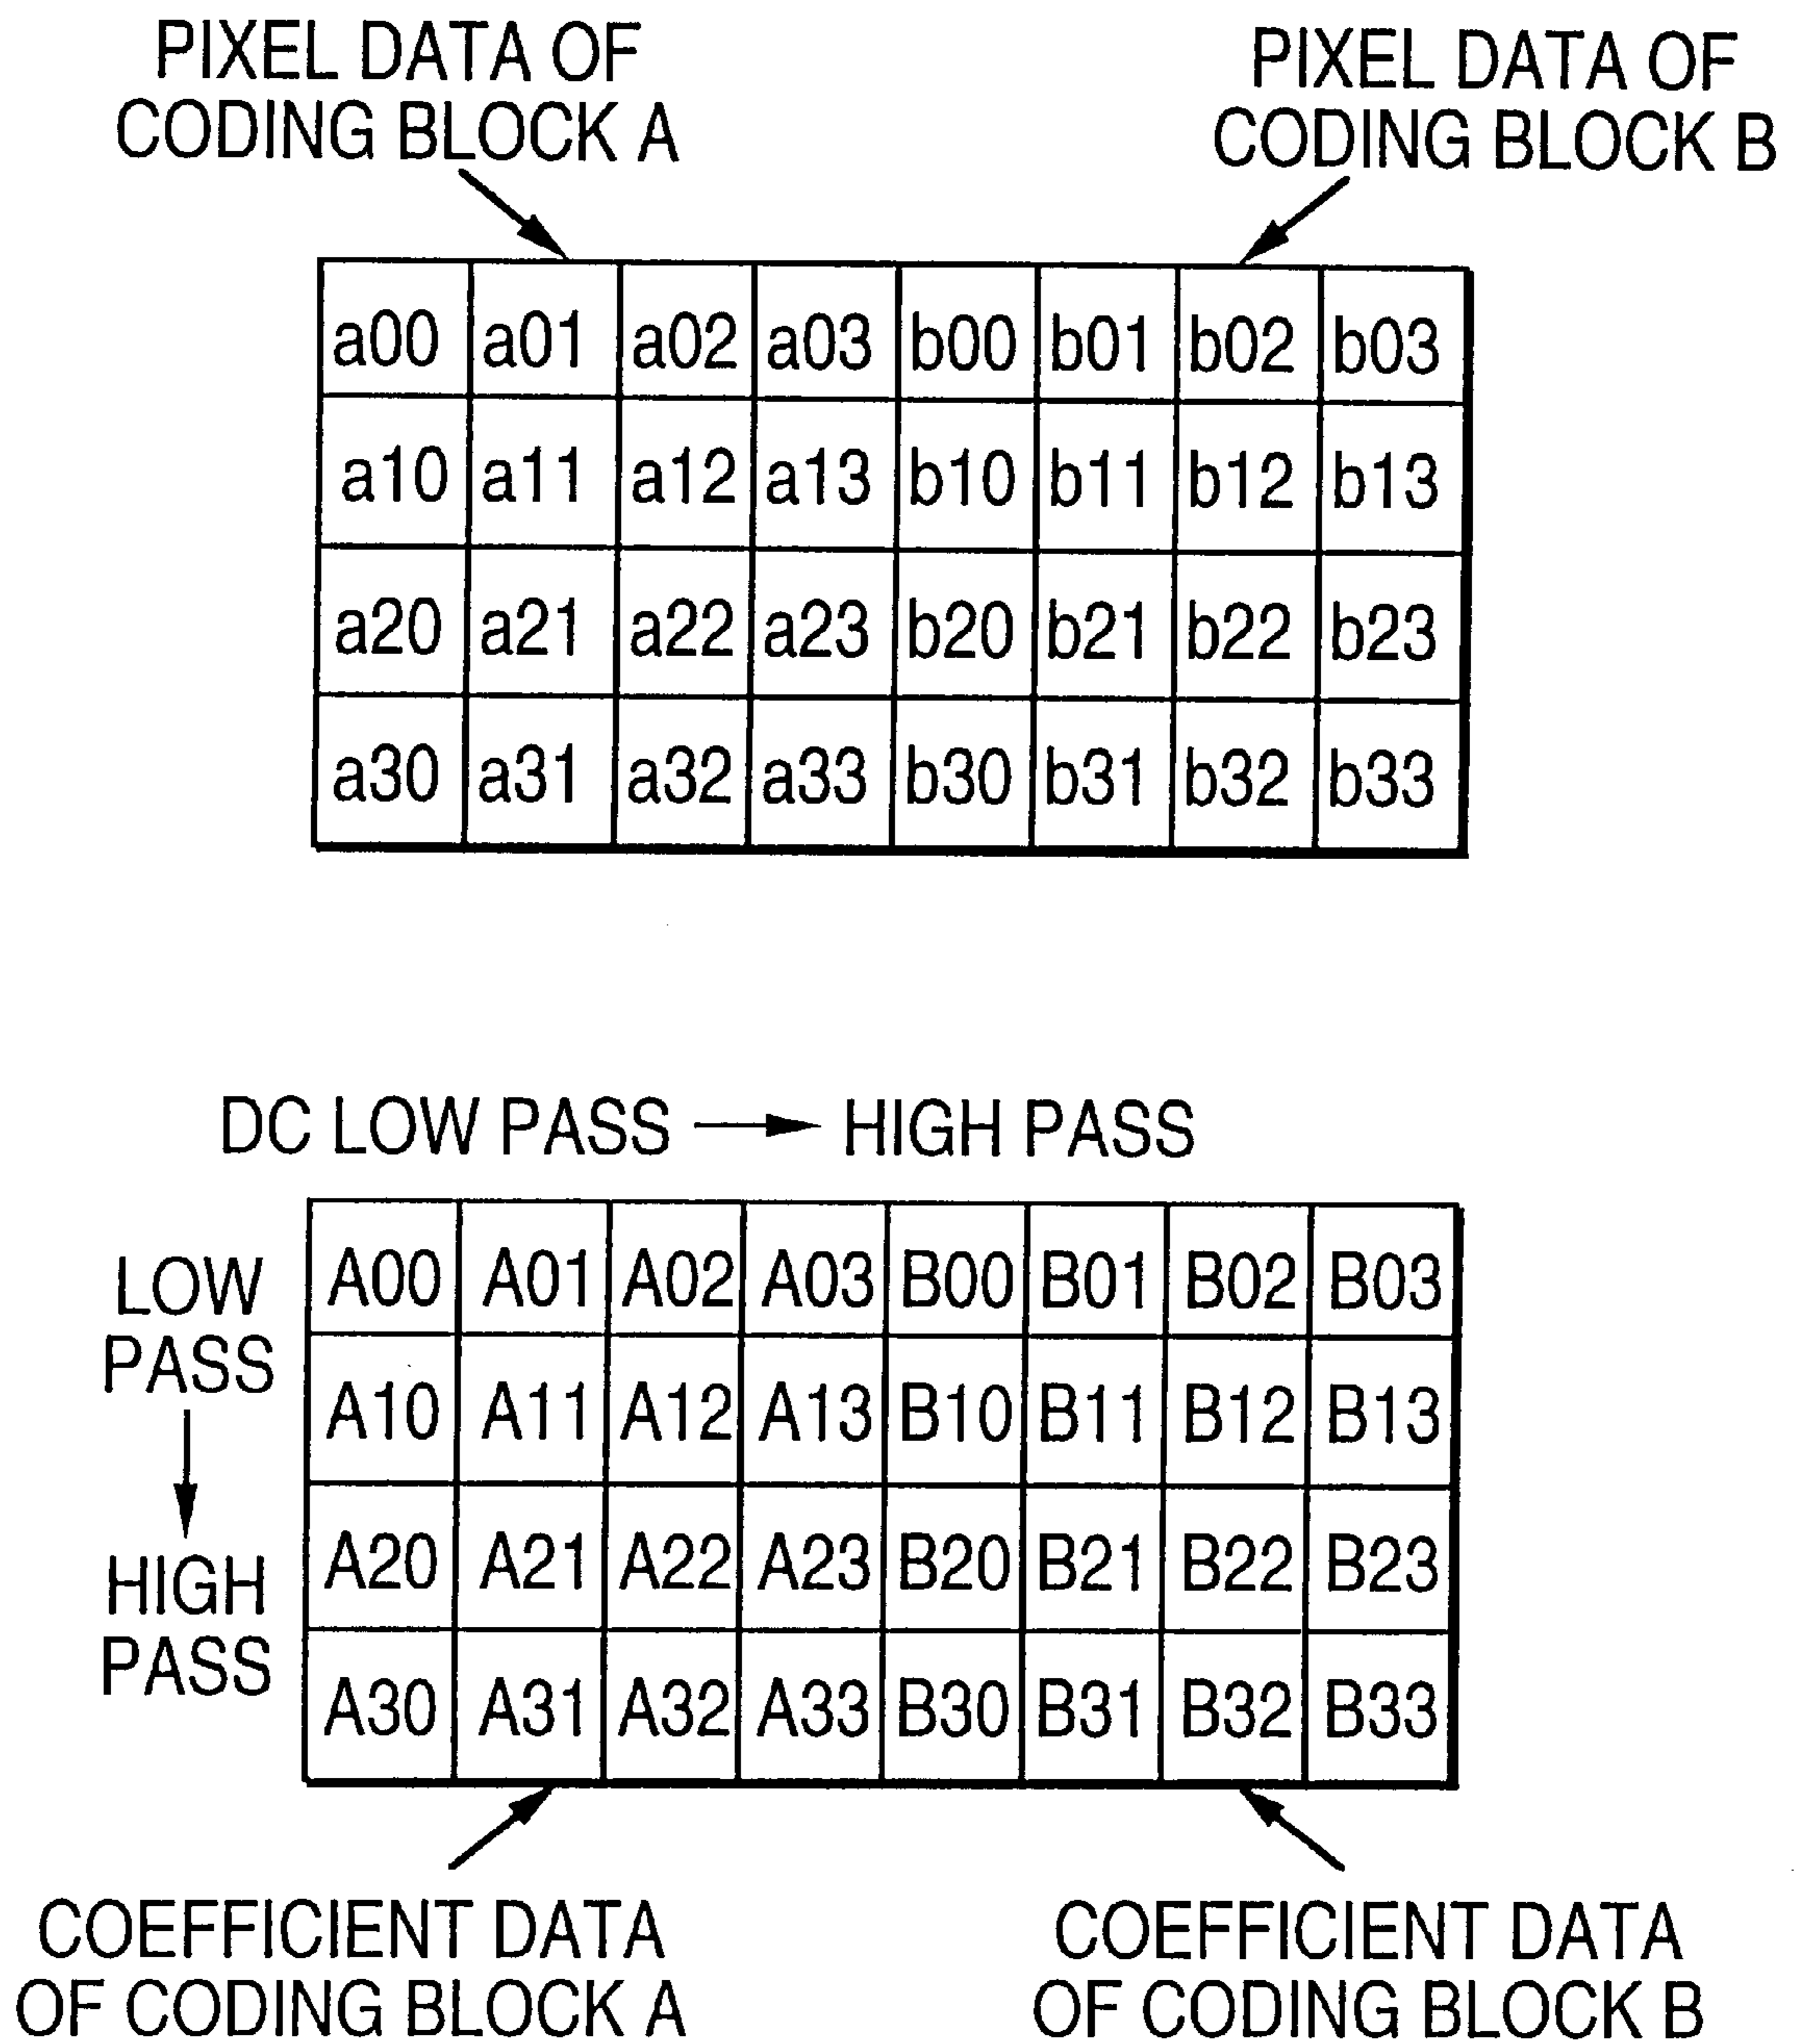 PIXEL DATA OF
CODING BLOCK A
PIXEL DATA OF
CODING BLOCK B
a00 a01 a02 a03 b00 b01 b02 b03
a10 a11 a12 a13 b10 b11 b12 b13
a20 a21 a22 a23 b20 b21 b22 b23
a30 a31 a32 a33 b30 b31 b32 b33
DC LOW PASS HIGH PASS
LOW
PASS
HIGH
PASS
A00 A01 A02 A03 B00 B01 B02 B03
A10 A11 A12 A13 B10 B11 B12 B13
A20 A21 A22 A23 B20 B21 B22 B23
A30 A31 A32 A33 B30 B31 B32 B33
COEFFICIENT DATA
OF CODING BLOCK A
COEFFICIENT DATA
OF CODING BLOCK B